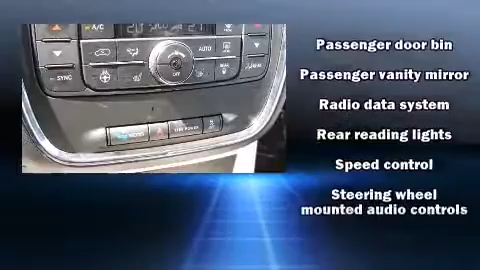 A/C
AUTO
SYNC
OFF
REAR
Passenger door bin
Passenger vanity mirror
Radio data system
Rear reading lights
Speed control
Steering wheel
mounted audio controls